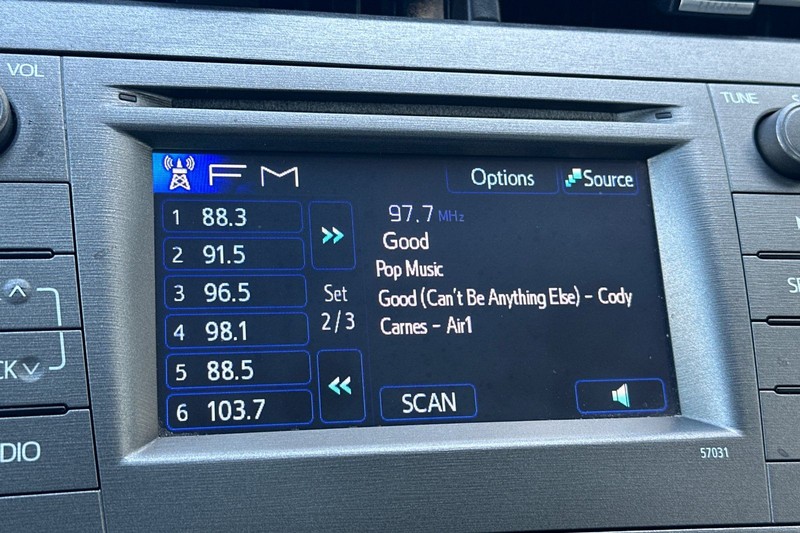 VOL
TUNE
FM
Options
Source
1 88.3
2 91.5
3 96.5
4 98.1
5 88.5
6 103.7
Set
2/3
97.7 MHz
Good
Pop Music
Good (Can't Be Anything Else) – Cody
Carnes – Air1
SCAN
57031